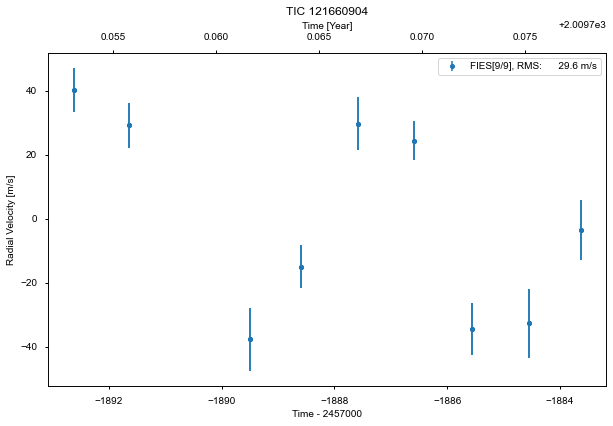 TIC 121660904
Time [Year]
+2.0097e3
0.055 0.060 0.065 0.070 0.075
FIES[9/9], RMS: 29.6 m/s
40
20
0
−20
−40
Radial Velocity [m/s]
−1892 −1890 −1888 −1886 −1884
Time - 2457000